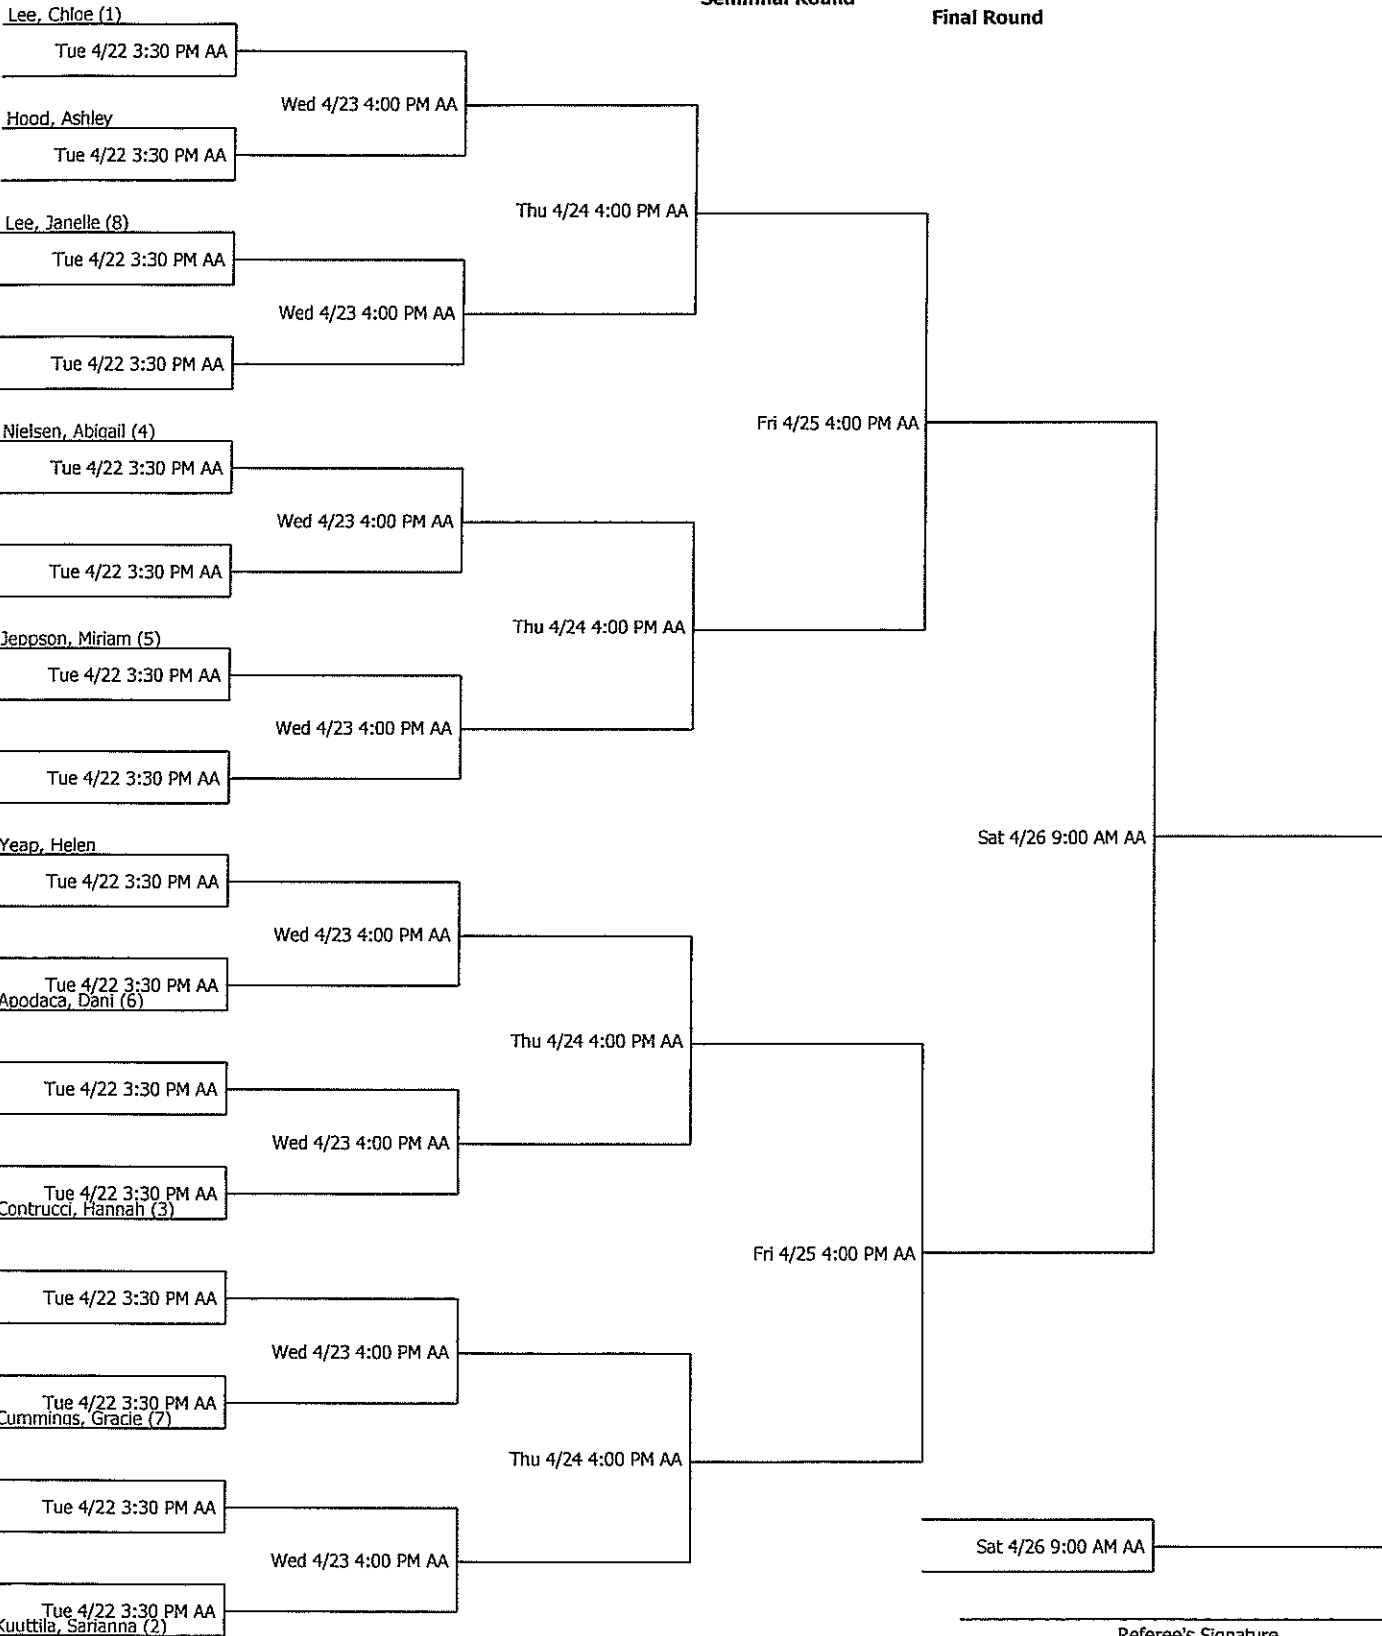 Semifinal Round
Final Round
Lee, Chloe (1)
Tue 4/22 3:30 PM AA
Wed 4/23 4:00 PM AA
Hood, Ashley
Tue 4/22 3:30 PM AA
Thu 4/24 4:00 PM AA
Lee, Janelle (8)
Tue 4/22 3:30 PM AA
Wed 4/23 4:00 PM AA
Tue 4/22 3:30 PM AA
Fri 4/25 4:00 PM AA
Nielsen, Abigail (4)
Tue 4/22 3:30 PM AA
Wed 4/23 4:00 PM AA
Tue 4/22 3:30 PM AA
Thu 4/24 4:00 PM AA
Jeppson, Miriam (5)
Tue 4/22 3:30 PM AA
Wed 4/23 4:00 PM AA
Tue 4/22 3:30 PM AA
Sat 4/26 9:00 AM AA
Yeap, Helen
Tue 4/22 3:30 PM AA
Wed 4/23 4:00 PM AA
Tue 4/22 3:30 PM AA
Apodaca, Dani (6)
Thu 4/24 4:00 PM AA
Tue 4/22 3:30 PM AA
Wed 4/23 4:00 PM AA
Tue 4/22 3:30 PM AA
Contrucci, Hannah (3)
Fri 4/25 4:00 PM AA
Tue 4/22 3:30 PM AA
Wed 4/23 4:00 PM AA
Tue 4/22 3:30 PM AA
Cummings, Gracie (7)
Thu 4/24 4:00 PM AA
Tue 4/22 3:30 PM AA
Wed 4/23 4:00 PM AA
Sat 4/26 9:00 AM AA
Tue 4/22 3:30 PM AA
Kuuttila, Sarianna (2)
Referee's Signature